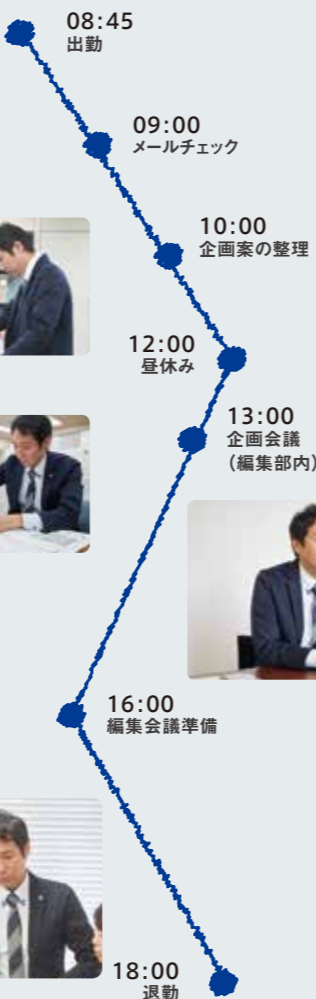 08:45
出勤
09:00
メールチェック
10:00
企画案の整理
12:00
昼休み
13:00
企画会議
（編集部内）
16:00
編集会議準備
18:00
退勤